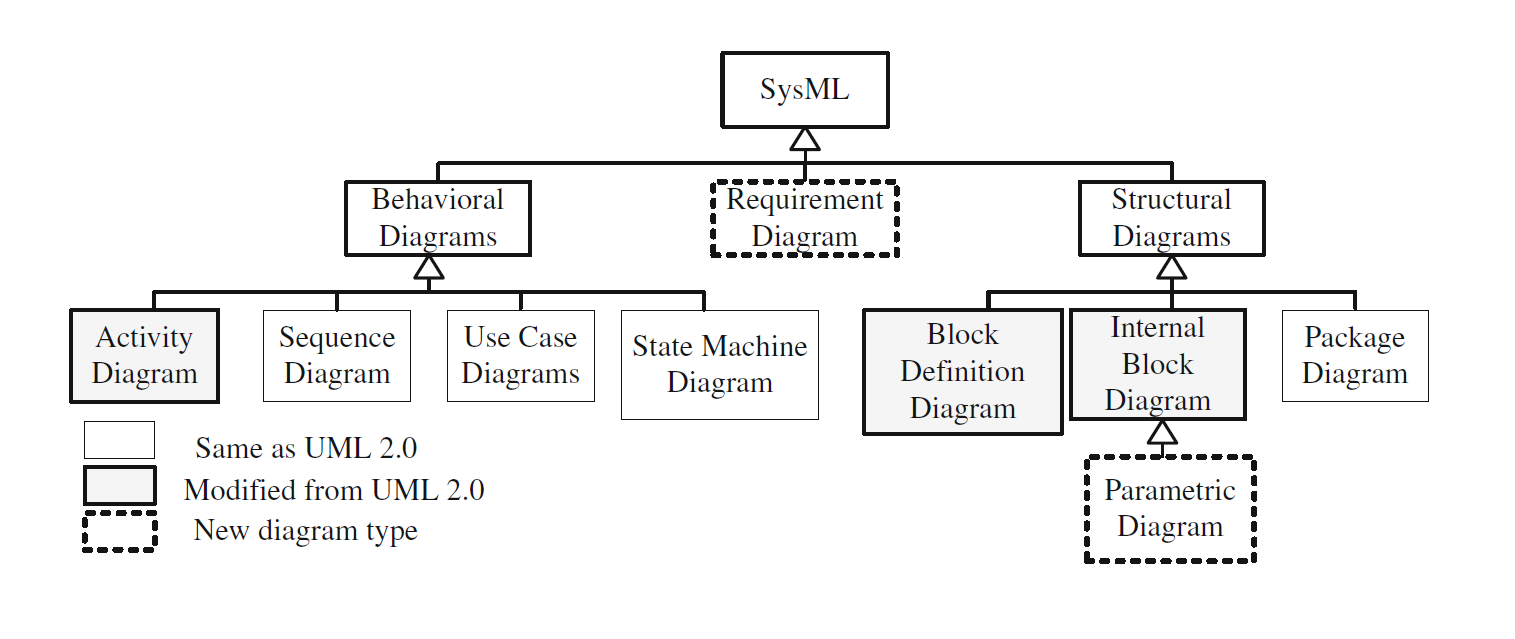 SysML
Behavioral
Diagrams
Requirement
Diagram
Structural
Diagrams
Activity
Diagram
Sequence
Diagram
Use Case
Diagrams
State Machine
Diagram
Block
Definition
Diagram
Internal
Block
Diagram
Package
Diagram
Parametric
Diagram
Same as UML 2.0
Modified from UML 2.0
New diagram type